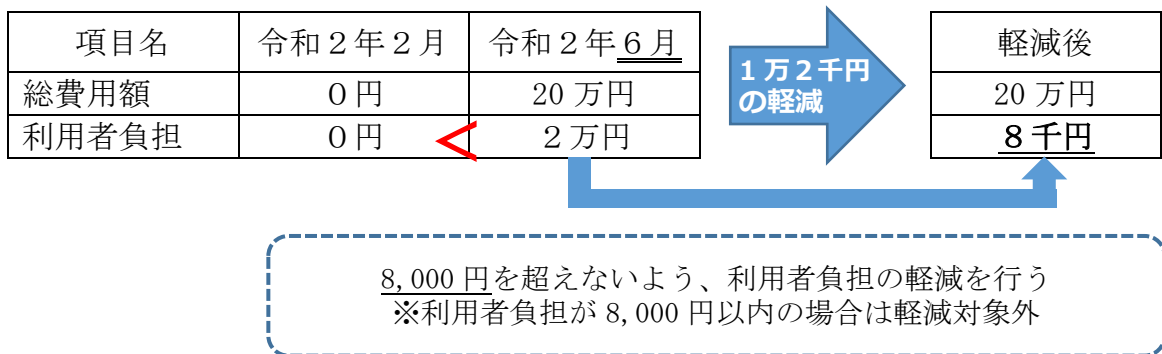 項目名 令和２年２月 令和２年６月
総費用額 ０円 20 万円
利用者負担 ０円 < ２万円
１万２千円
の軽減
軽減後
20 万円
８千円
8,000 円を超えないよう、利用者負担の軽減を行う
※利用者負担が 8,000 円以内の場合は軽減対象外